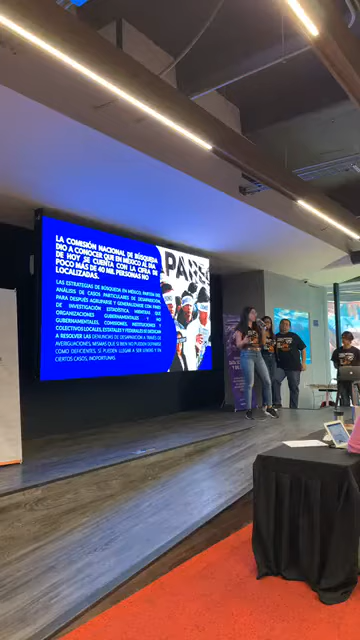 LA COMISIÓN NACIONAL DE BÚSQUEDA
DIO A CONOCER QUE EN MÉXICO AL DÍA
DE HOY SE CUENTA CON LA CIFRA DE
POCO MÁS DE 40 MIL PERSONAS NO
LOCALIZADAS.
LAS ESTRATEGIAS DE BÚSQUEDA EN MÉXICO, PARTEN DEL
ANÁLISIS DE CASOS PARTICULARES DE DESAPARICIÓN
PARA DESPUÉS AGRUPARSE Y GENERALIZARSE CON FINES
DE INVESTIGACIÓN ESTADÍSTICA, MIENTRAS QUE
ORGANIZACIONES GUBERNAMENTALES Y NO
GUBERNAMENTALES, COMISIONES, INSTITUCIONES Y
COLECTIVOS LOCALES, ESTATALES Y FEDERALES SE DEDICAN
A RESOLVER LAS DENUNCIAS DE DESAPARICIÓN A TRAVÉS DE
AVERIGUACIONES, MISMAS QUE SI BIEN NO PUEDEN DEFINIRSE
COMO DEFICIENTES, SÍ PUEDEN LLEGAR A SER LENTAS Y EN
CIERTOS CASOS, INOPORTUNAS.